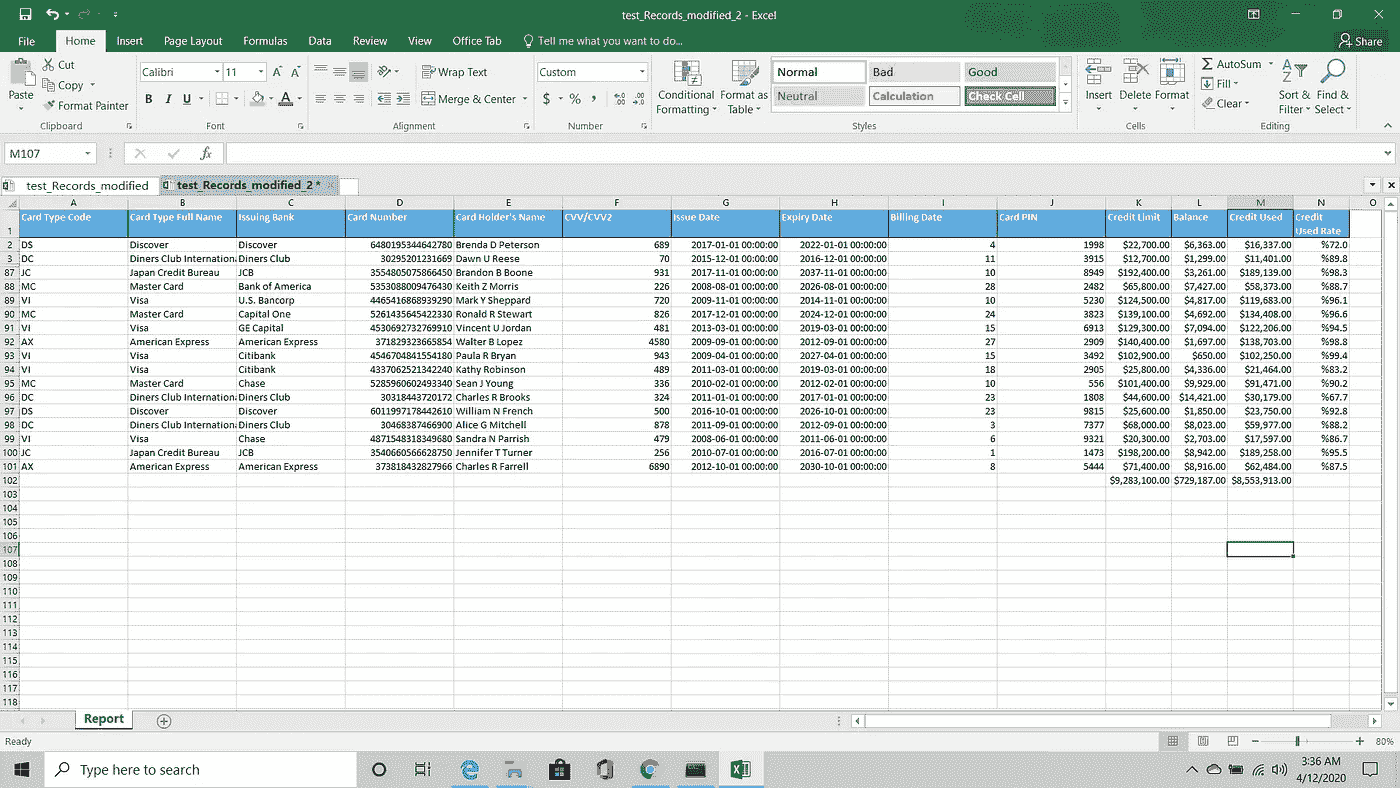 test_Records_modified_2 - Excel
File Home Insert Page Layout Formulas Data Review View Office Tab Tell me what you want to do... Share
Paste Cut Copy Format Painter Clipboard
Calibri 11 B I U Font
Wrap Text Merge & Center Alignment
Custom $ % , Number
Conditional Formatting Format as Table Normal Bad Good Neutral Calculation Check Cell Styles
Insert Delete Format Cells
AutoSum Fill Clear Sort & Filter Find & Select Editing
M107 fx
test_Records_modified test_Records_modified_2 *
A B C D E F G H I J K L M N O
1 Card Type Code Card Type Full Name Issuing Bank Card Number Card Holder's Name CVV/CVV2 Issue Date Expiry Date Billing Date Card PIN Credit Limit Balance Credit Used Credit Used Rate
2 DS Discover Discover 6480195344642780 Brenda D Peterson 689 2017-01-01 00:00:00 2022-01-01 00:00:00 4 1998 $22,700.00 $6,363.00 $16,337.00 %72.0
3 DC Diners Club Internation Diners Club 30295201231669 Dawn U Reese 70 2015-12-01 00:00:00 2016-12-01 00:00:00 11 3915 $12,700.00 $1,299.00 $11,401.00 %89.8
87 JC Japan Credit Bureau JCB 3554805075866450 Brandon B Boone 931 2017-11-01 00:00:00 2037-11-01 00:00:00 10 8949 $192,400.00 $3,261.00 $189,139.00 %98.3
88 MC Master Card Bank of America 5353088009476430 Keith Z Morris 226 2008-08-01 00:00:00 2026-08-01 00:00:00 28 2482 $65,800.00 $7,427.00 $58,373.00 %88.7
89 VI Visa U.S. Bancorp 4465416868939290 Mark Y Sheppard 720 2009-11-01 00:00:00 2014-11-01 00:00:00 10 5230 $124,500.00 $4,817.00 $119,683.00 %96.1
90 MC Master Card Capital One 5261435645422330 Ronald R Stewart 826 2017-12-01 00:00:00 2024-12-01 00:00:00 24 3823 $139,100.00 $4,692.00 $134,408.00 %96.6
91 VI Visa GE Capital 4530692732769910 Vincent U Jordan 481 2013-03-01 00:00:00 2019-03-01 00:00:00 15 6913 $129,300.00 $7,094.00 $122,206.00 %94.5
92 AX American Express American Express 371829323665854 Walter B Lopez 4580 2009-09-01 00:00:00 2012-09-01 00:00:00 27 2909 $140,400.00 $1,697.00 $138,703.00 %98.8
93 VI Visa Citibank 4546704841554180 Paula R Bryan 943 2009-04-01 00:00:00 2027-04-01 00:00:00 15 3492 $102,900.00 $650.00 $102,250.00 %99.4
94 VI Visa Citibank 4337062521342240 Kathy Robinson 489 2011-03-01 00:00:00 2019-03-01 00:00:00 18 2905 $25,800.00 $4,336.00 $21,464.00 %83.2
95 MC Master Card Chase 5285960602493340 Sean J Young 336 2010-02-01 00:00:00 2012-02-01 00:00:00 10 556 $101,400.00 $9,929.00 $91,471.00 %90.2
96 DC Diners Club Internation Diners Club 30318443720172 Charles R Brooks 324 2011-01-01 00:00:00 2017-01-01 00:00:00 23 1808 $44,600.00 $14,421.00 $30,179.00 %67.7
97 DS Discover Discover 6011997178442610 William N French 500 2016-10-01 00:00:00 2026-10-01 00:00:00 23 9815 $25,600.00 $1,850.00 $23,750.00 %92.8
98 DC Diners Club Internation Diners Club 30468387466900 Alice G Mitchell 878 2011-09-01 00:00:00 2012-09-01 00:00:00 3 7377 $68,000.00 $8,023.00 $59,977.00 %88.2
99 VI Visa Chase 4871548318349680 Sandra N Parrish 479 2008-06-01 00:00:00 2011-06-01 00:00:00 6 9321 $20,300.00 $2,703.00 $17,597.00 %86.7
100 JC Japan Credit Bureau JCB 3540660566628750 Jennifer T Turner 256 2010-07-01 00:00:00 2016-07-01 00:00:00 1 1473 $198,200.00 $8,942.00 $189,258.00 %95.5
101 AX American Express American Express 373818432827966 Charles R Farrell 6890 2012-10-01 00:00:00 2030-10-01 00:00:00 8 5444 $71,400.00 $8,916.00 $62,484.00 %87.5
102 $9,283,100.00 $729,187.00 $8,553,913.00
103
104
105
106
107
108
109
110
111
112
113
114
115
116
117
118
Report
Ready 80%
Type here to search 3:36 AM
4/12/2020